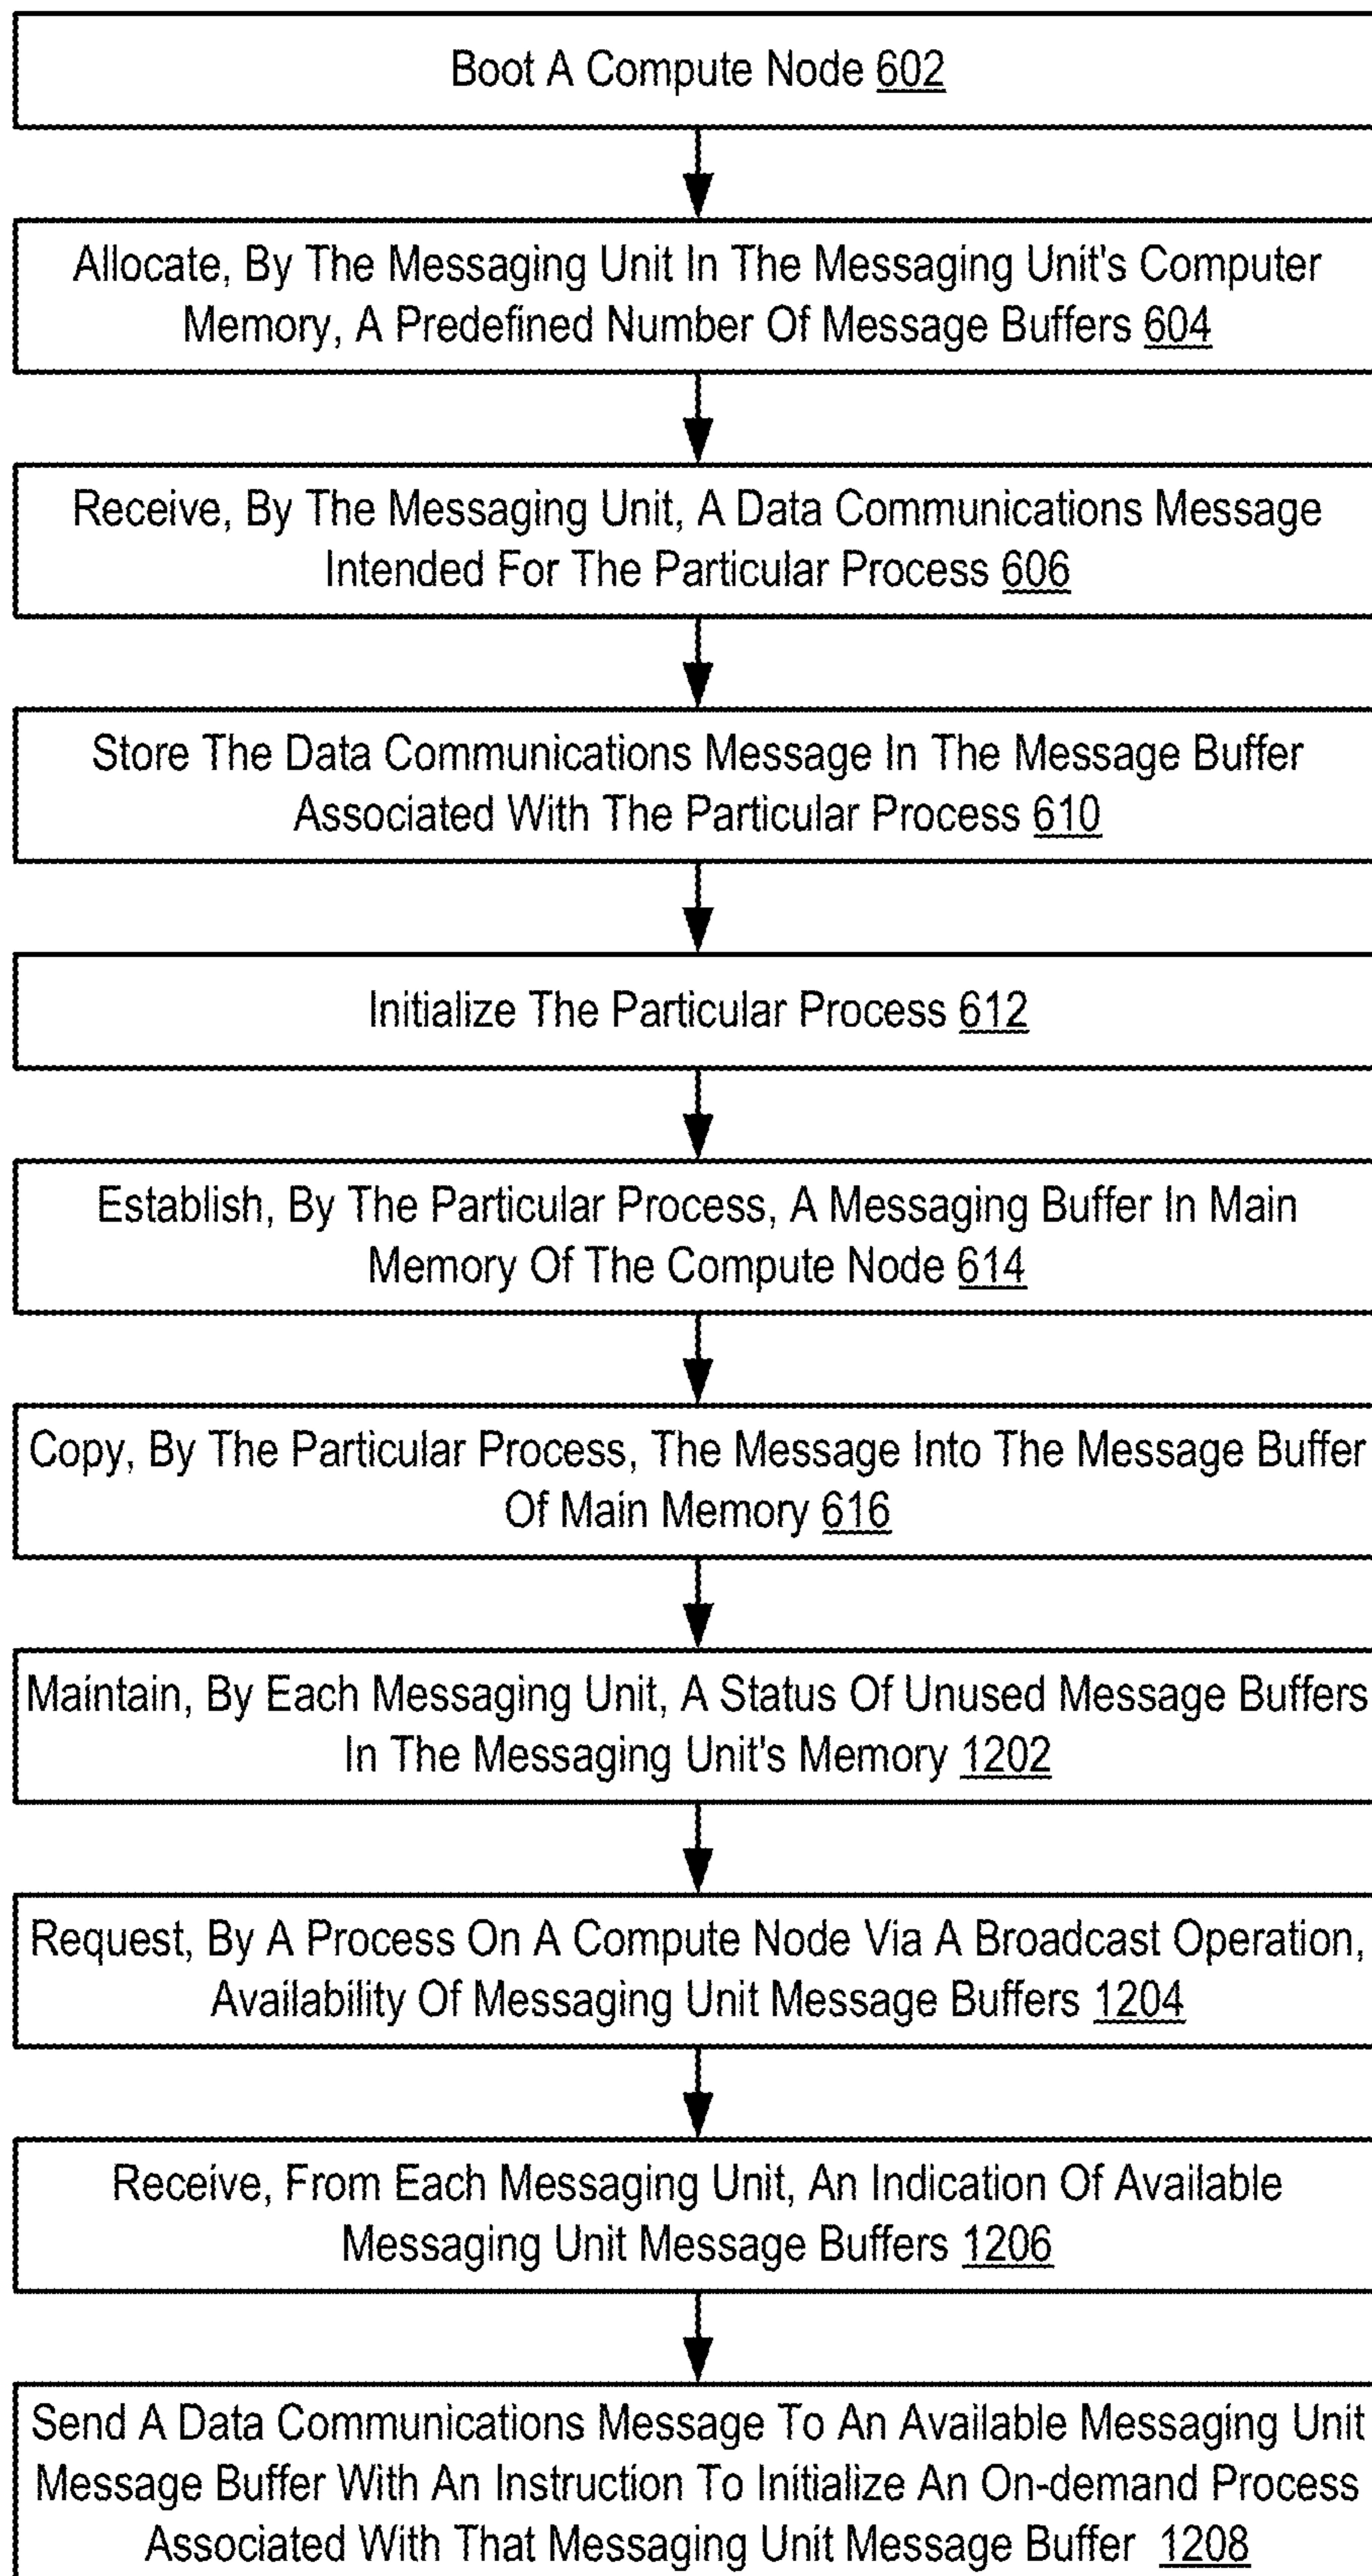 Boot A Compute Node 602
Allocate, By The Messaging Unit In The Messaging Unit's Computer
Memory, A Predefined Number Of Message Buffers 604
Receive, By The Messaging Unit, A Data Communications Message
Intended For The Particular Process 606
Store The Data Communications Message In The Message Buffer
Associated With The Particular Process 610
Initialize The Particular Process 612
Establish, By The Particular Process, A Messaging Buffer In Main
Memory Of The Compute Node 614
Copy, By The Particular Process, The Message Into The Message Buffer
Of Main Memory 616
Maintain, By Each Messaging Unit, A Status Of Unused Message Buffers
In The Messaging Unit's Memory 1202
Request, By A Process On A Compute Node Via A Broadcast Operation,
Availability Of Messaging Unit Message Buffers 1204
Receive, From Each Messaging Unit, An Indication Of Available
Messaging Unit Message Buffers 1206
Send A Data Communications Message To An Available Messaging Unit
Message Buffer With An Instruction To Initialize An On-demand Process
Associated With That Messaging Unit Message Buffer 1208